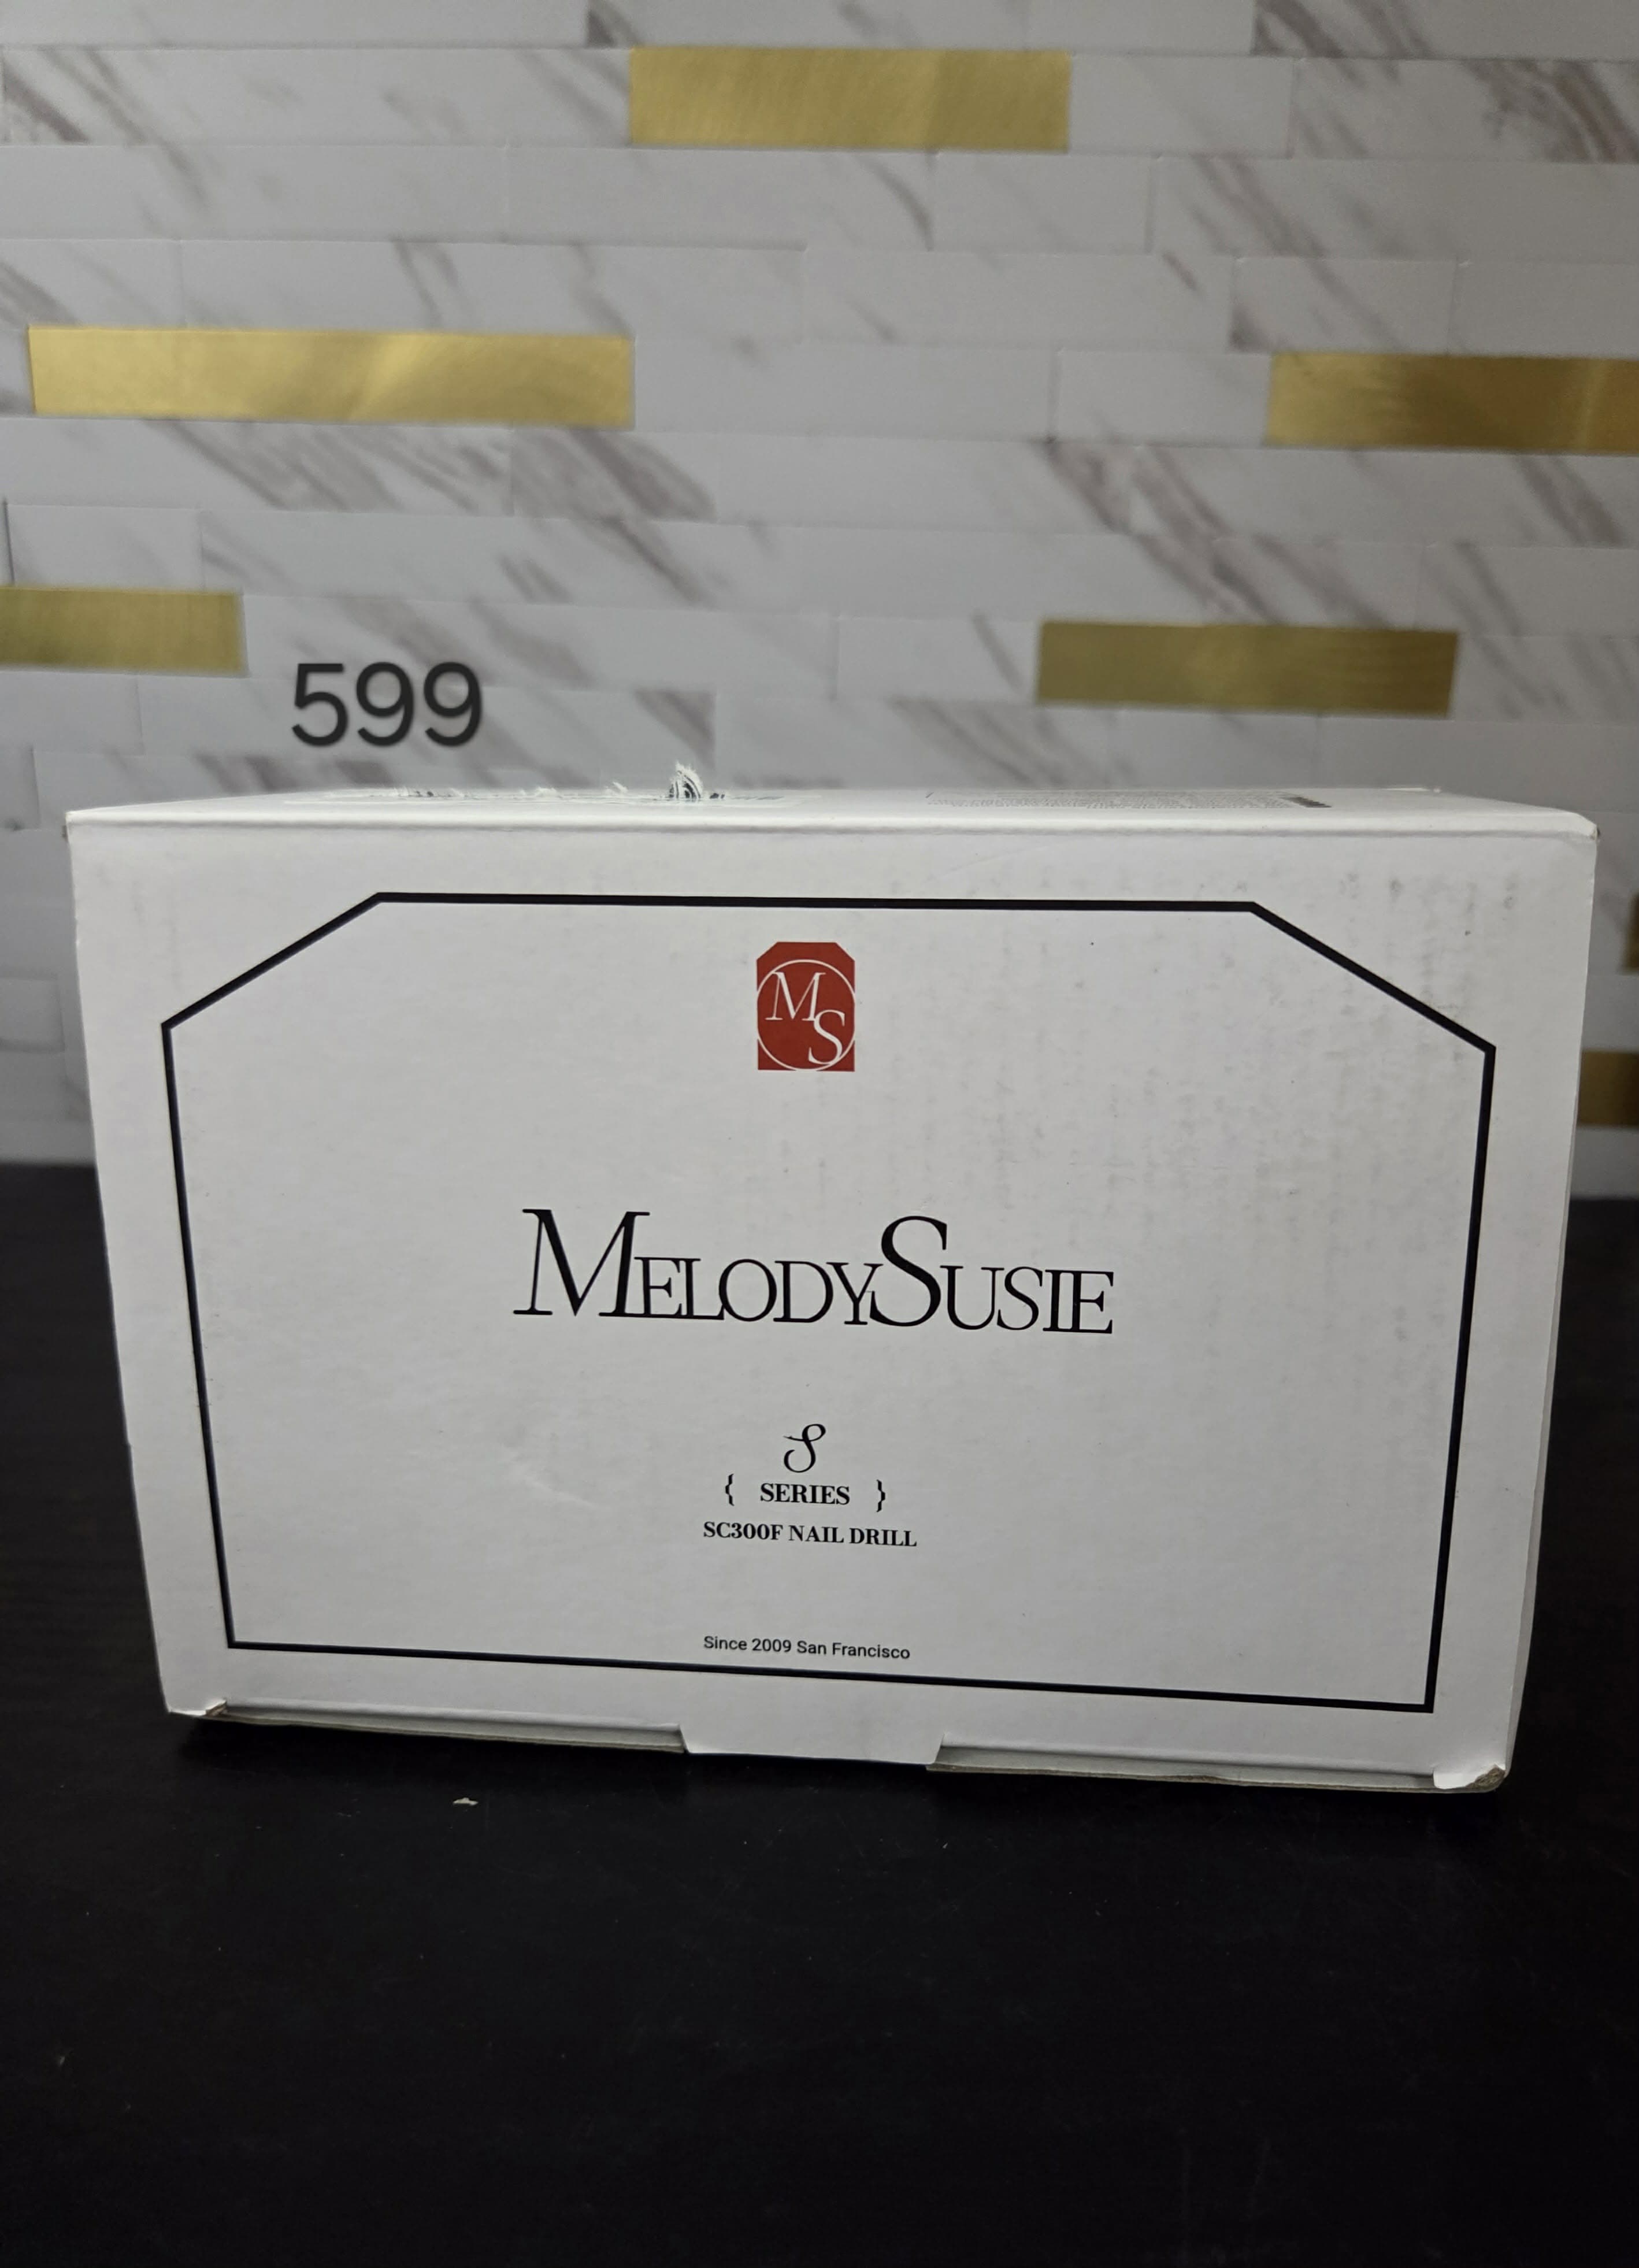 599
MS
MELODYSUSIE
S
{ SERIES }
SC300F NAIL DRILL
Since 2009 San Francisco